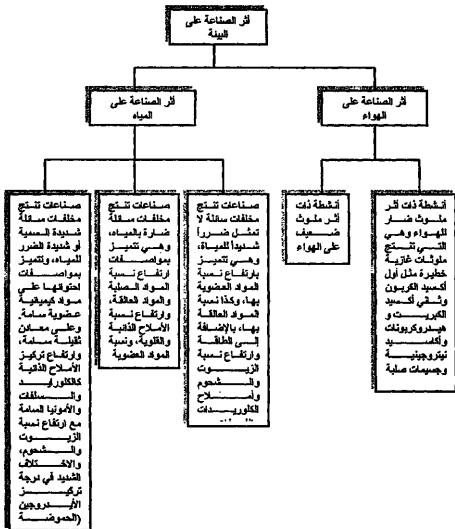 أثر الصناعة على
البيئة
أثر الصناعة على
الهواء
أثر الصناعة على
المياه
أنشطة ذات أثر
ملوث ضار
للهواء وهي
التي تنتج
ملوثات غازية
خطيرة مثل أول
أكسيد الكربون
وثاني أكسيد
الكبريت و
هيدروكربونات
وأكاسيد
نيتروجينية
وجسيمات صلبة
أنشطة ذات
أثر ملوث
ضعيف
على الهواء
صناعات تنتج
مخلفات سائلة لا
تمثل ضرراً
شديداً للمياة،
وهي تتميز
بارتفاع نسبة
المواد العضوية
بها، وكذا نسبة
المواد العالقة
بها، بالإضافة
إلى الطاقة
وارتفاع نسبة
الزيوت
والشحوم
وأملاح
الكلوريدات
صناعات تنتج
مخلفات سائلة
ضارة بالمياه،
وهي تتميز
بمواصفات
ارتفاع نسبة
المواد الصلبة
والمواد العالقة،
وارتفاع نسبة
الأملاح الذائبة
والقلوية، ونسبة
المواد العضوية
صناعات تنتج
مخلفات سائلة
شديدة السمية
أو شديدة الضرر
للمياه، وتتميز
بمواصفات
احتوائها على
مواد كيميائية
عضوية سامة،
وعلى معادن
ثقيلة سامة،
وارتفاع تركيز
الأملاح الذائبة
كالكلورايد
والسلفات
والأمونيا السامة
مع ارتفاع نسبة
الزيوت
والشحوم،
والاختلاف
الشديد في درجة
تركيز
الأيدروجين
(الحموضة